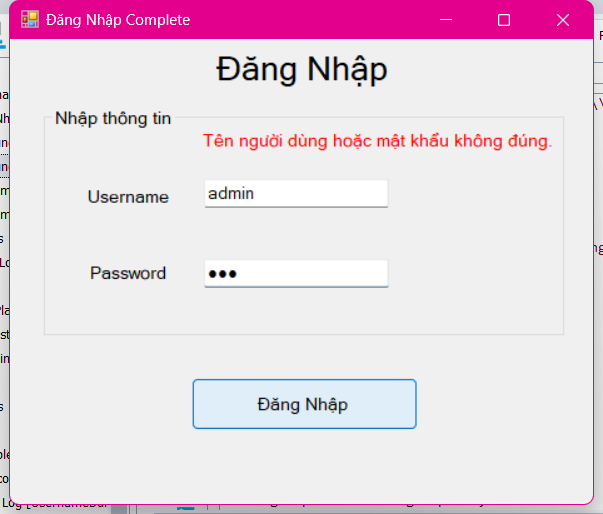 Đăng Nhập Complete
Đăng Nhập
Nhập thông tin
Tên người dùng hoặc mật khẩu không đúng.
Username
admin
Password
Đăng Nhập